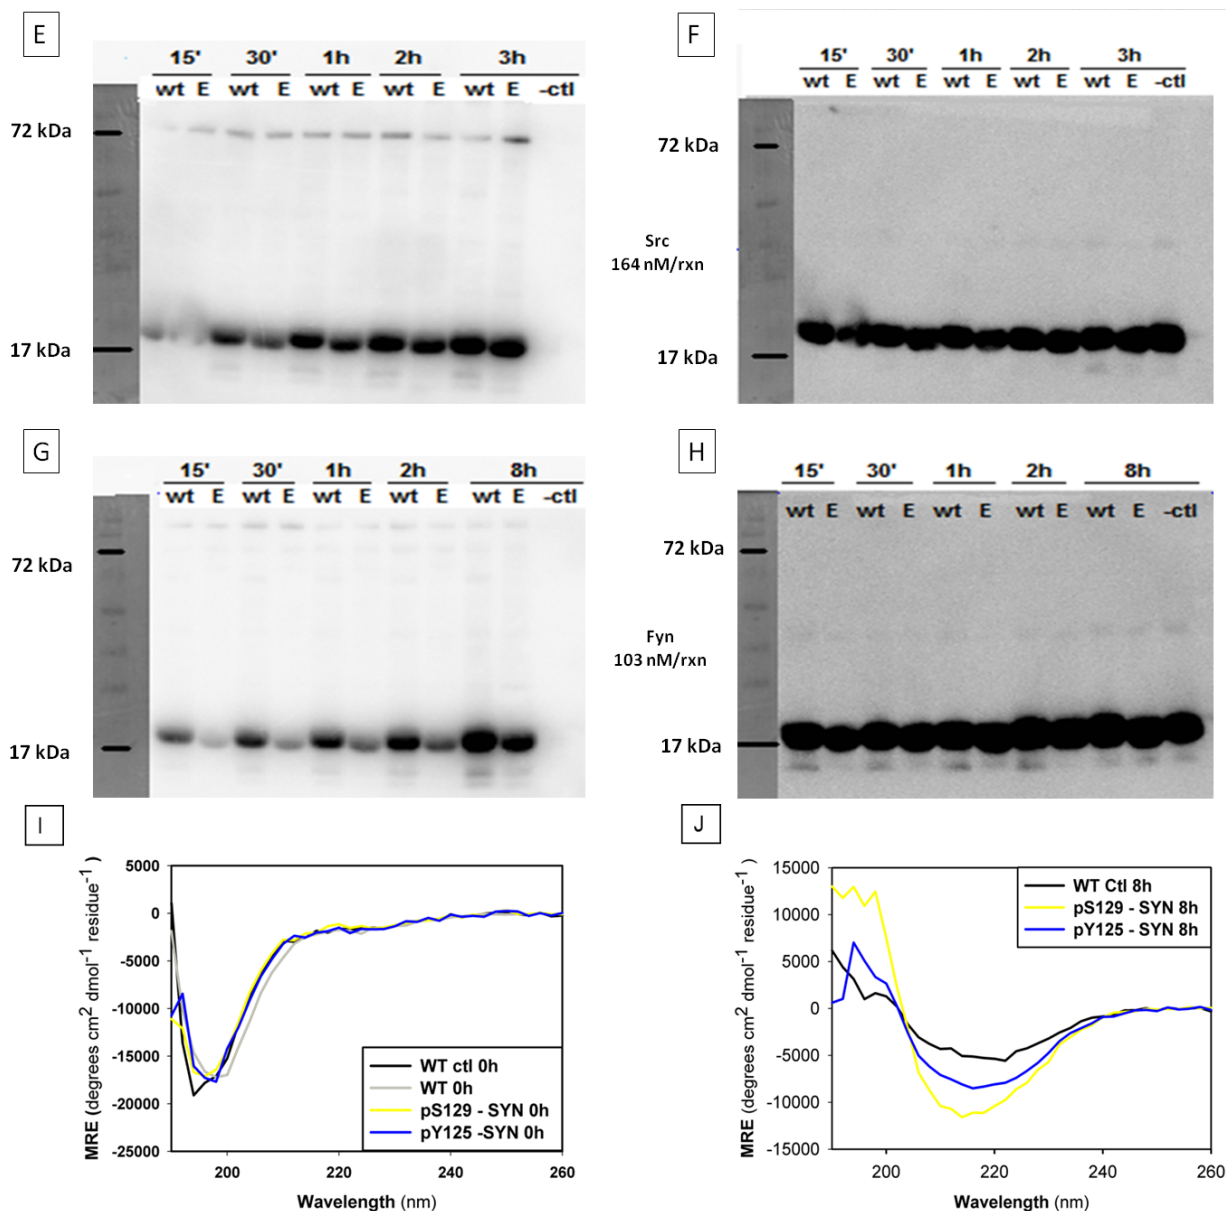 E
15' 30' 1h 2h 3h
wt E wt E wt E wt E wt E -ctl
72 kDa
17 kDa
F
15' 30' 1h 2h 3h
wt E wt E wt E wt E wt E -ctl
72 kDa
Src
164 nM/rxn
17 kDa
G
15' 30' 1h 2h 8h
wt E wt E wt E wt E wt E -ctl
72 kDa
17 kDa
H
15' 30' 1h 2h 8h
wt E wt E wt E wt E wt E -ctl
72 kDa
Fyn
103 nM/rxn
17 kDa
I
MRE (degrees cm2 dmol-1 residue-1 )
5000
0
-5000
-10000
-15000
-20000
-25000
WT ctl 0h
WT 0h
pS129 - SYN 0h
pY125 -SYN 0h
200 220 240 260
Wavelength (nm)
J
MRE (degrees cm2 dmol-1 residue-1 )
15000
10000
5000
0
-5000
-10000
-15000
WT Ctl 8h
pS129 - SYN 8h
pY125 - SYN 8h
200 220 240 260
Wavelength (nm)